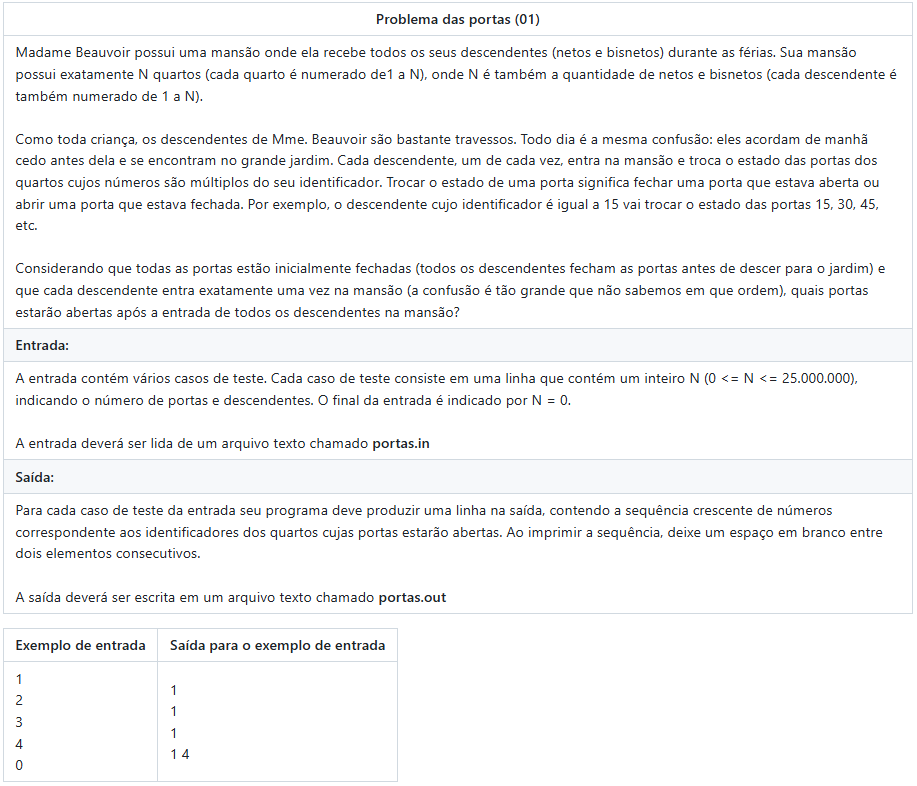 Problema das portas (01)
Madame Beauvoir possui uma mansão onde ela recebe todos os seus descendentes (netos e bisnetos) durante as férias. Sua mansão
possui exatamente N quartos (cada quarto é numerado de1 a N), onde N é também a quantidade de netos e bisnetos (cada descendente é
também numerado de 1 a N).
Como toda criança, os descendentes de Mme. Beauvoir são bastante travessos. Todo dia é a mesma confusão: eles acordam de manhã
cedo antes dela e se encontram no grande jardim. Cada descendente, um de cada vez, entra na mansão e troca o estado das portas dos
quartos cujos números são múltiplos do seu identificador. Trocar o estado de uma porta significa fechar uma porta que estava aberta ou
abrir uma porta que estava fechada. Por exemplo, o descendente cujo identificador é igual a 15 vai trocar o estado das portas 15, 30, 45,
etc.
Considerando que todas as portas estão inicialmente fechadas (todos os descendentes fecham as portas antes de descer para o jardim) e
que cada descendente entra exatamente uma vez na mansão (a confusão é tão grande que não sabemos em que ordem), quais portas
estarão abertas após a entrada de todos os descendentes na mansão?
Entrada:
A entrada contém vários casos de teste. Cada caso de teste consiste em uma linha que contém um inteiro N (0 <= N <= 25.000.000),
indicando o número de portas e descendentes. O final da entrada é indicado por N = 0.
A entrada deverá ser lida de um arquivo texto chamado portas.in
Saída:
Para cada caso de teste da entrada seu programa deve produzir uma linha na saída, contendo a sequência crescente de números
correspondente aos identificadores dos quartos cujas portas estarão abertas. Ao imprimir a sequência, deixe um espaço em branco entre
dois elementos consecutivos.
A saída deverá ser escrita em um arquivo texto chamado portas.out
Exemplo de entrada
1
2
3
4
0
Saída para o exemplo de entrada
1
1
1
1 4